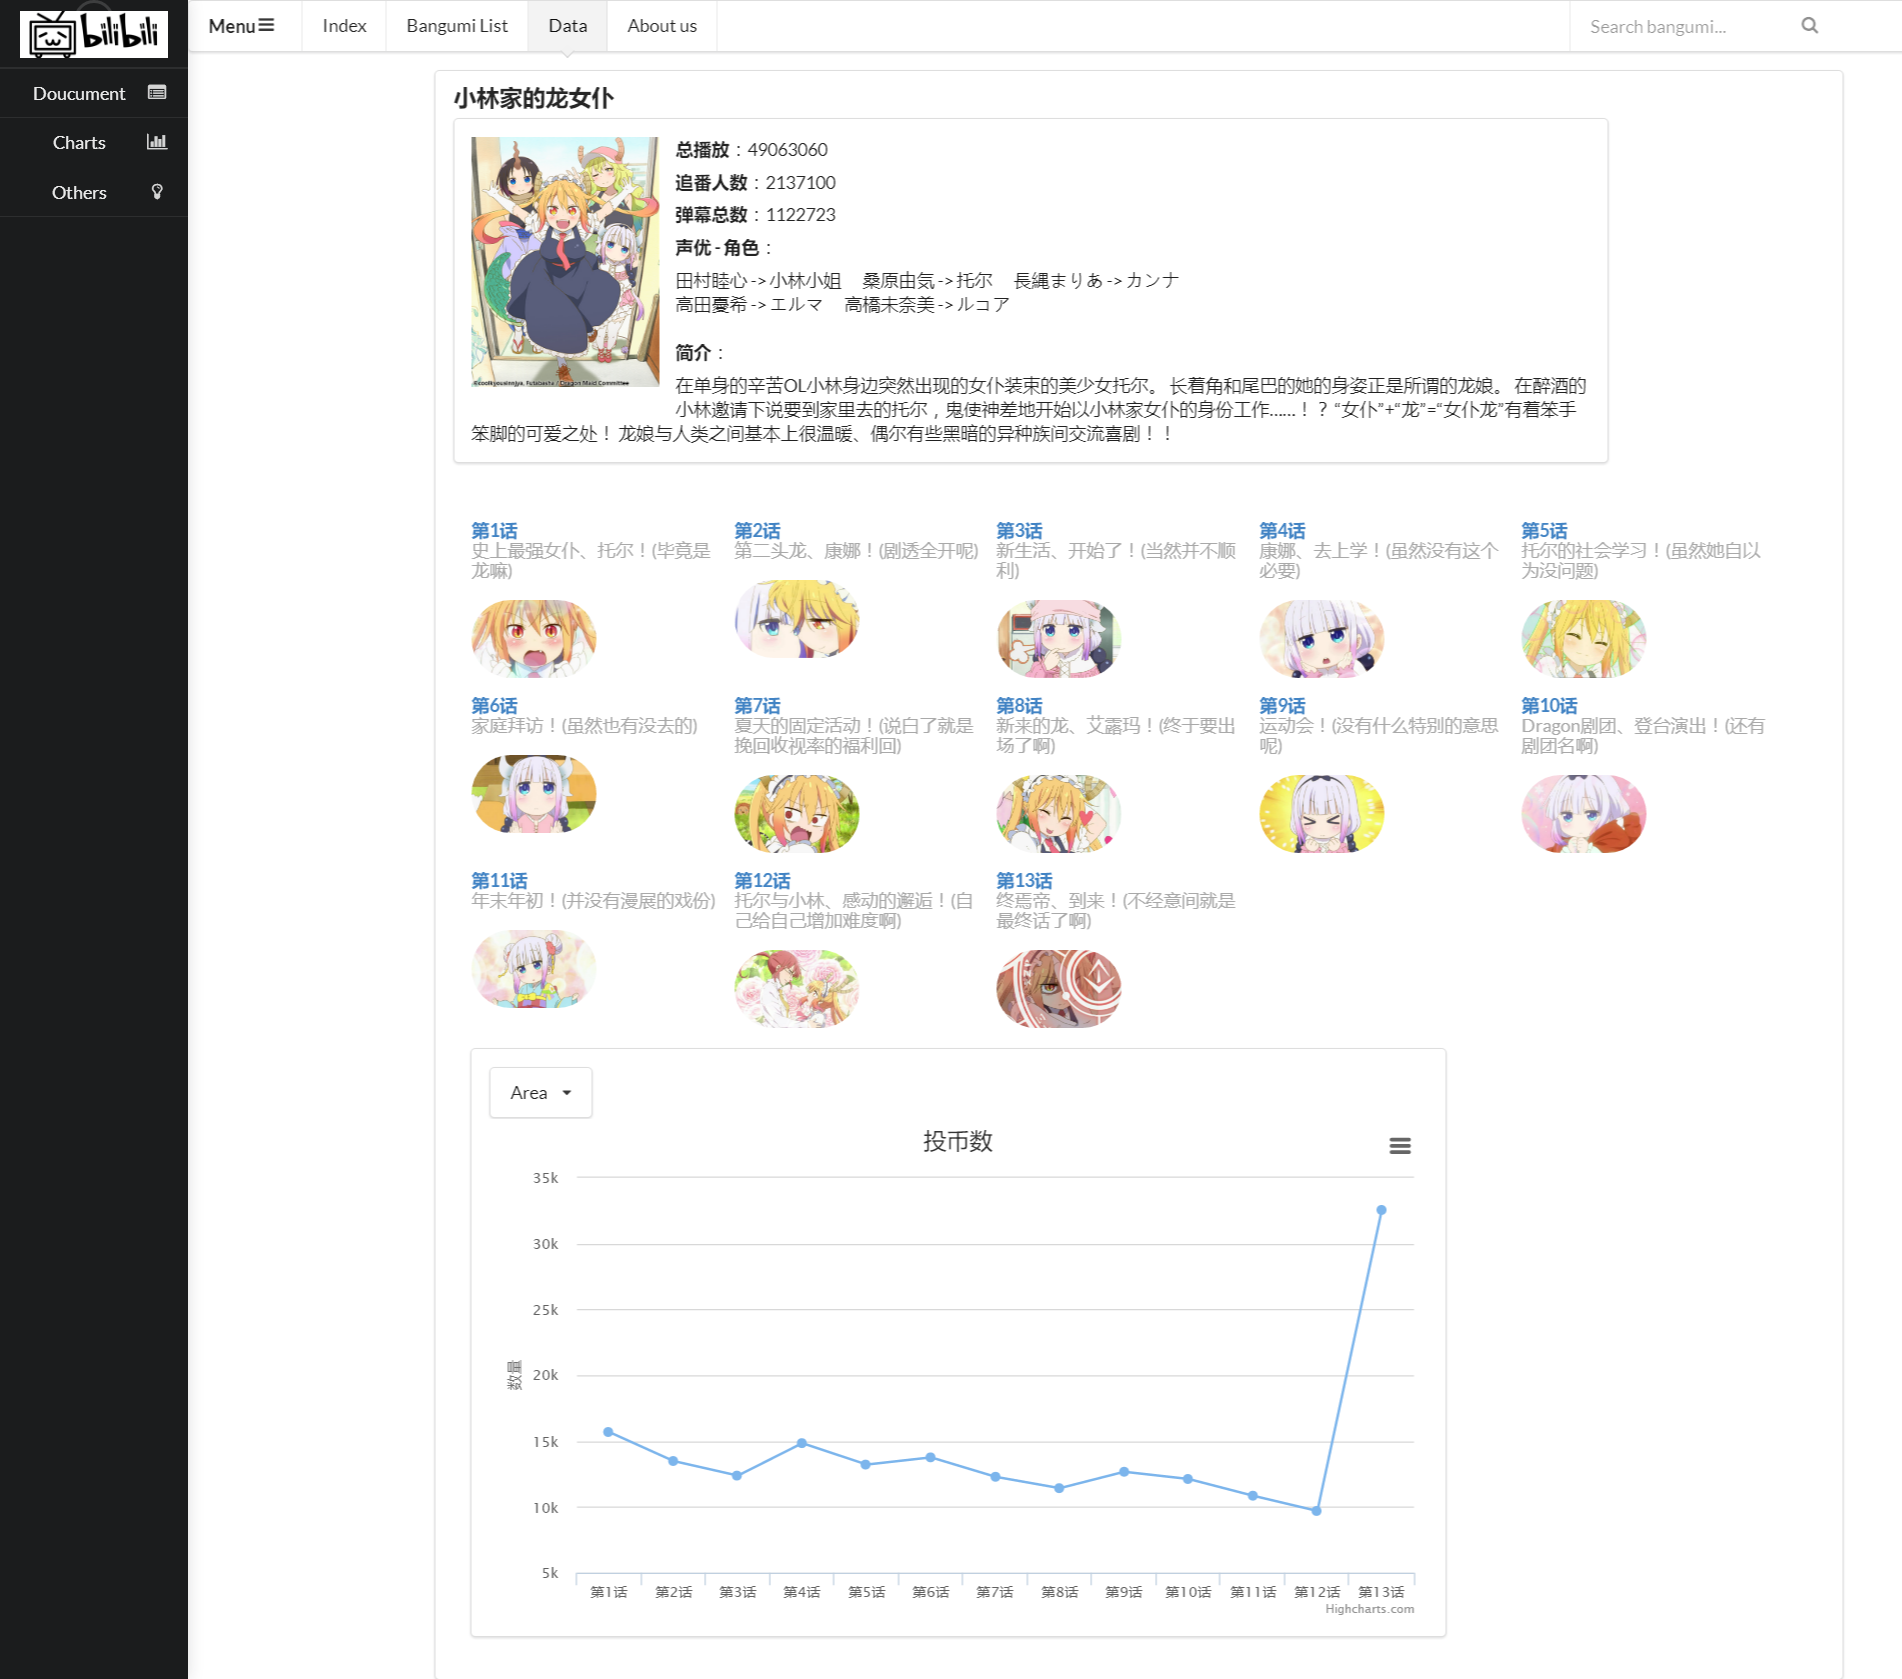 bilibili
Menu
Index
Bangumi List
Data
About us
Search bangumi...
Doucument
Charts
Others
小林家的龙女仆
总播放：49063060
追番人数：2137100
弹幕总数：1122723
声优 - 角色：
田村睦心 -> 小林小姐 桑原由気 -> 托尔 長縄まりあ -> カンナ
高田憂希 -> エルマ 高橋未奈美 -> ルコア
©coolkyousinnjya, Futabasha / Dragon Maid Committee
简介：
在单身的辛苦OL小林身边突然出现的女仆装束的美少女托尔。 长着角和尾巴的她的身姿正是所谓的龙娘。 在醉酒的
小林邀请下说要到家里去的托尔，鬼使神差地开始以小林家女仆的身份工作……！？ “女仆”+“龙”=“女仆龙”有着笨手
笨脚的可爱之处！ 龙娘与人类之间基本上很温暖、偶尔有些黑暗的异种族间交流喜剧！！
第1话
史上最强女仆、托尔！(毕竟是
龙嘛)
第2话
第二头龙、康娜！(剧透全开呢)
第3话
新生活、开始了！(当然并不顺
利)
第4话
康娜、去上学！(虽然没有这个
必要)
第5话
托尔的社会学习！(虽然她自以
为没问题)
第6话
家庭拜访！(虽然也有没去的)
第7话
夏天的固定活动！(说白了就是
挽回收视率的福利回)
第8话
新来的龙、艾露玛！(终于要出
场了啊)
第9话
运动会！(没有什么特别的意思
呢)
第10话
Dragon剧团、登台演出！(还有
剧团名啊)
第11话
年末年初！(并没有漫展的戏份)
第12话
托尔与小林、感动的邂逅！(自
己给自己增加难度啊)
第13话
终焉帝、到来！(不经意间就是
最终话了啊)
Area
投币数
35k
30k
25k
20k
15k
10k
5k
数量
第1话 第2话 第3话 第4话 第5话 第6话 第7话 第8话 第9话 第10话 第11话 第12话 第13话
Highcharts.com